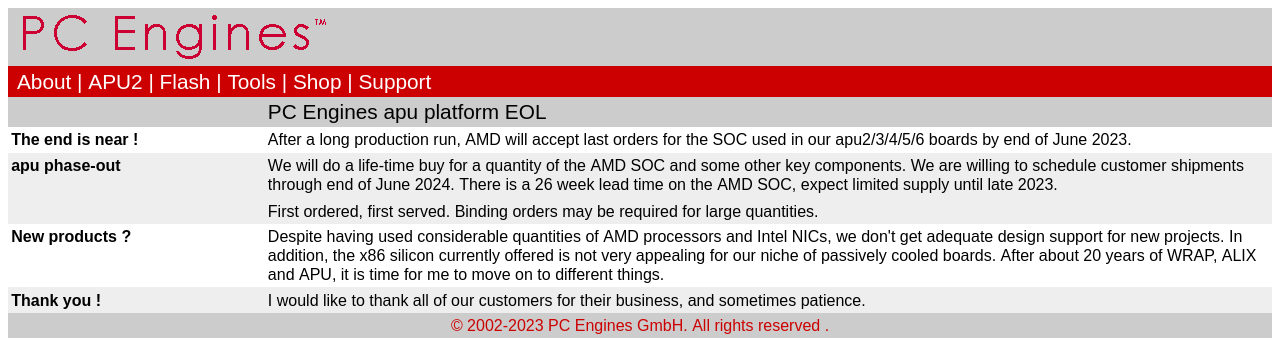 PC Engines™
About | APU2 | Flash | Tools | Shop | Support
PC Engines apu platform EOL
The end is near !
After a long production run, AMD will accept last orders for the SOC used in our apu2/3/4/5/6 boards by end of June 2023.
apu phase-out
We will do a life-time buy for a quantity of the AMD SOC and some other key components. We are willing to schedule customer shipments
through end of June 2024. There is a 26 week lead time on the AMD SOC, expect limited supply until late 2023.
First ordered, first served. Binding orders may be required for large quantities.
New products ?
Despite having used considerable quantities of AMD processors and Intel NICs, we don't get adequate design support for new projects. In
addition, the x86 silicon currently offered is not very appealing for our niche of passively cooled boards. After about 20 years of WRAP, ALIX
and APU, it is time for me to move on to different things.
Thank you !
I would like to thank all of our customers for their business, and sometimes patience.
© 2002-2023 PC Engines GmbH. All rights reserved .